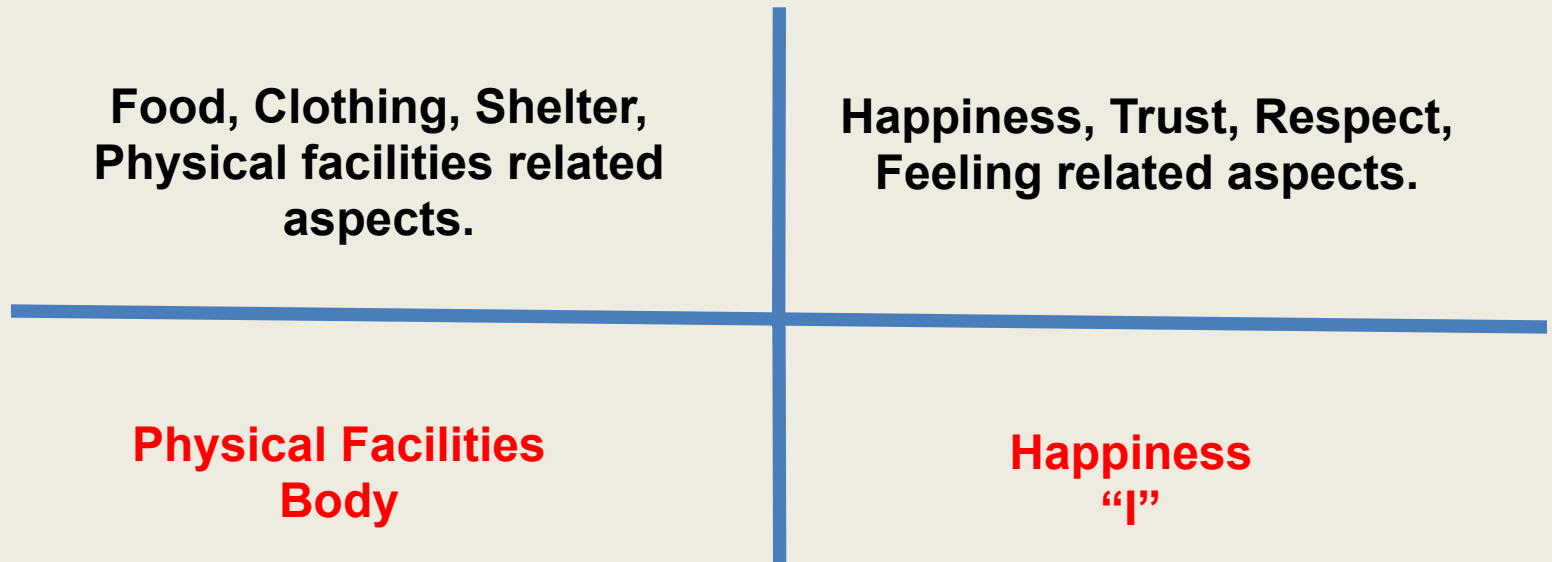 Food, Clothing, Shelter,
Physical facilities related
aspects.
Happiness, Trust, Respect,
Feeling related aspects.
Physical Facilities
Body
Happiness
“I”